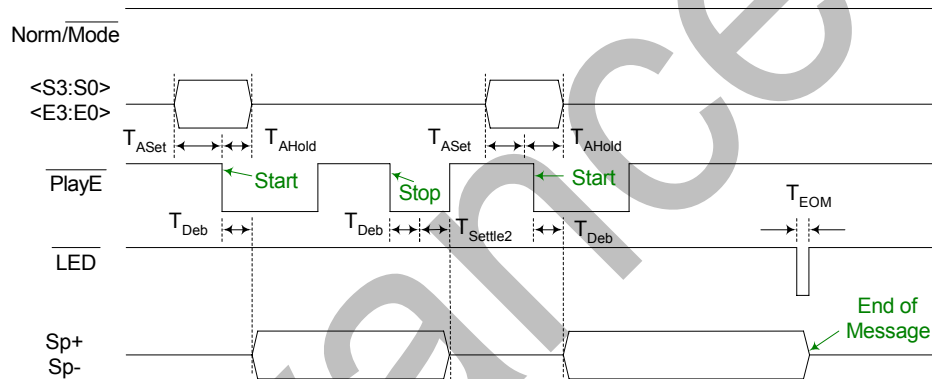 Norm/Mode
<S3:S0>
<E3:E0>
TASet TAHold TASet TAHold
PlayE
Start Stop Start
TEOM
TDeb TDeb TSettle2 TDeb
LED
End of
Message
Sp+
Sp-